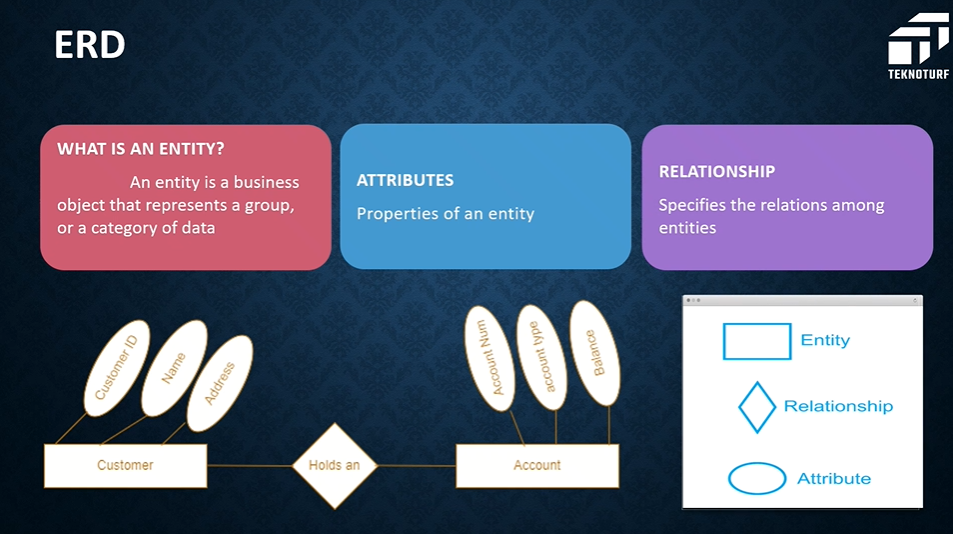 ERD
TEKNOTURF
WHAT IS AN ENTITY?
An entity is a business
object that represents a group,
or a category of data
ATTRIBUTES
Properties of an entity
RELATIONSHIP
Specifies the relations among
entities
Customer ID
Name
Address
Account Num
account type
Balance
Customer
Holds an
Account
Entity
Relationship
Attribute